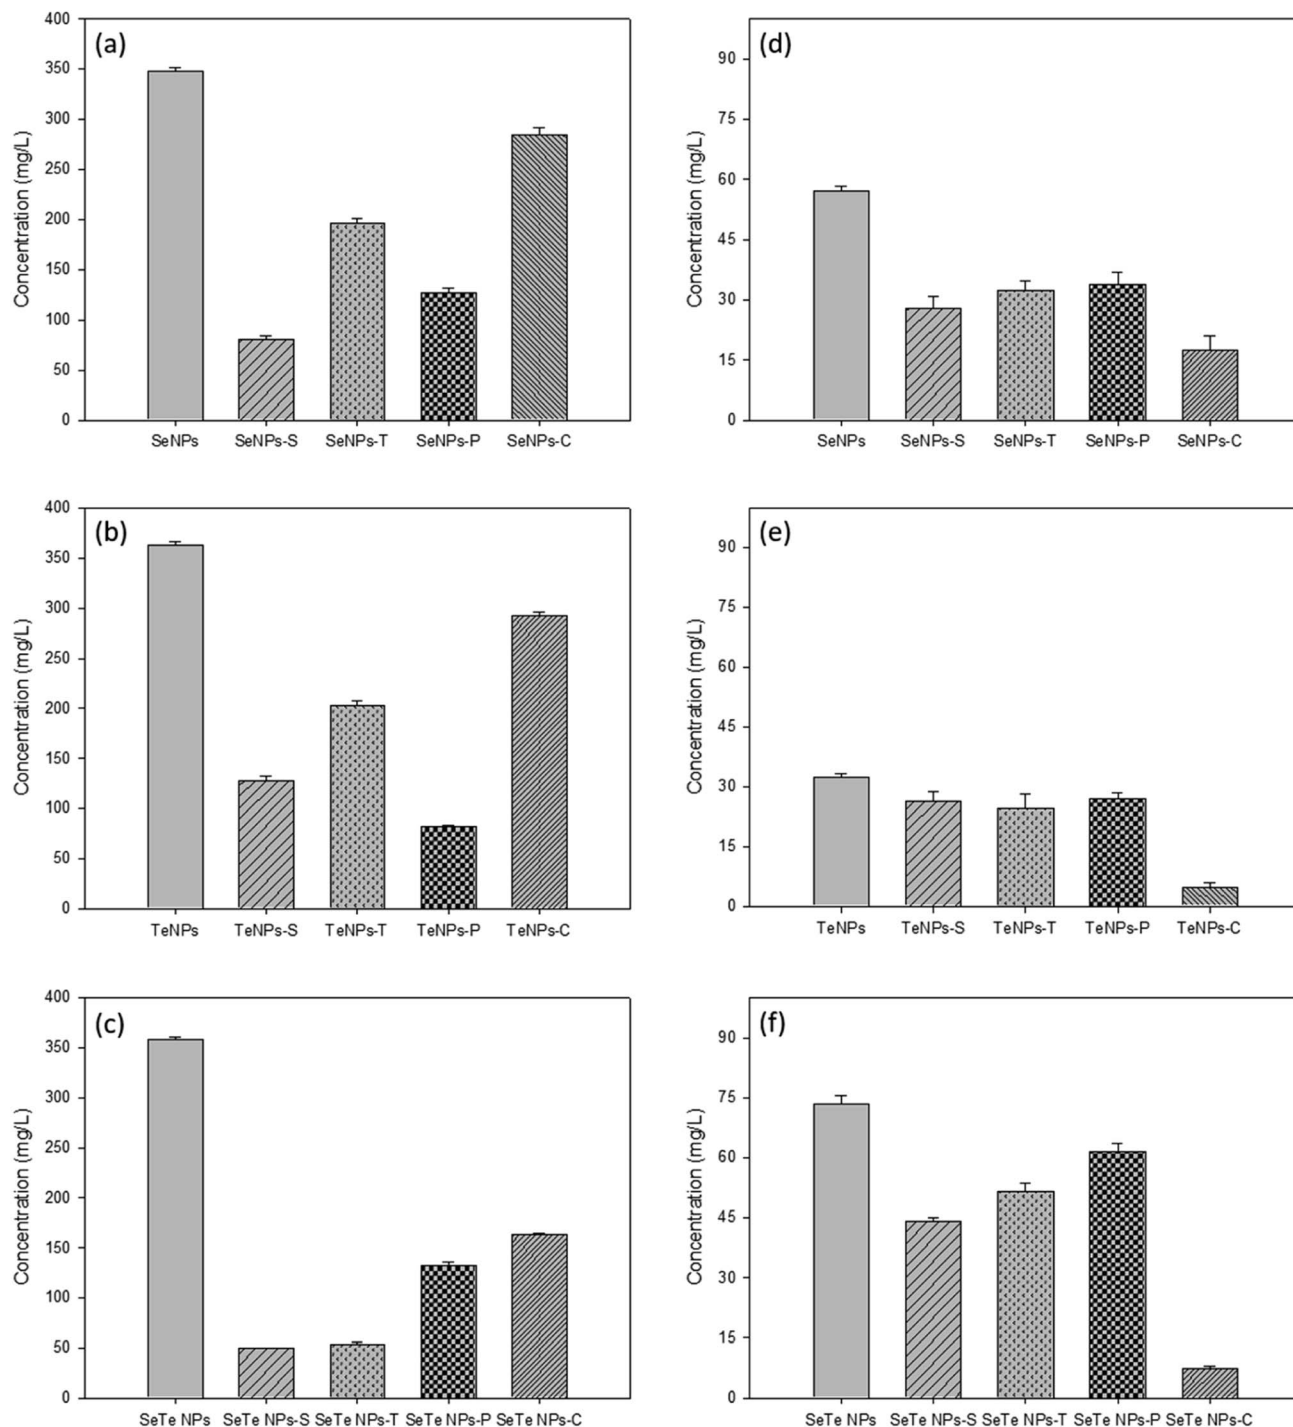 (a)
Concentration (mg/L)
400
350
300
250
200
150
100
50
0
SeNPs SeNPs-S SeNPs-T SeNPs-P SeNPs-C
(d)
Concentration (mg/L)
90
75
60
45
30
15
0
SeNPs SeNPs-S SeNPs-T SeNPs-P SeNPs-C
(b)
Concentration (mg/L)
400
350
300
250
200
150
100
50
0
TeNPs TeNPs-S TeNPs-T TeNPs-P TeNPs-C
(e)
Concentration (mg/L)
90
75
60
45
30
15
0
TeNPs TeNPs-S TeNPs-T TeNPs-P TeNPs-C
(c)
Concentration (mg/L)
400
350
300
250
200
150
100
50
0
SeTe NPs SeTe NPs-S SeTe NPs-T SeTe NPs-P SeTe NPs-C
(f)
Concentration (mg/L)
90
75
60
45
30
15
0
SeTe NPs SeTe NPs-S SeTe NPs-T SeTe NPs-P SeTe NPs-C